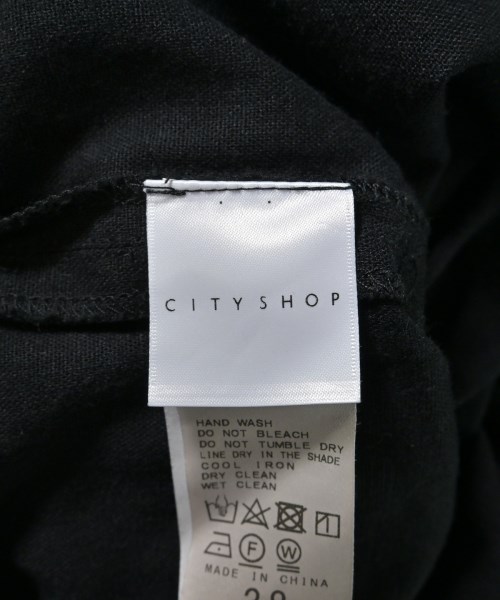 CITYSHOP
HAND WASH
DO NOT BLEACH
DO NOT TUMBLE DRY
LINE DRY IN THE SHADE
COOL IRON
DRY CLEAN
WET CLEAN
F W
MADE IN CHINA